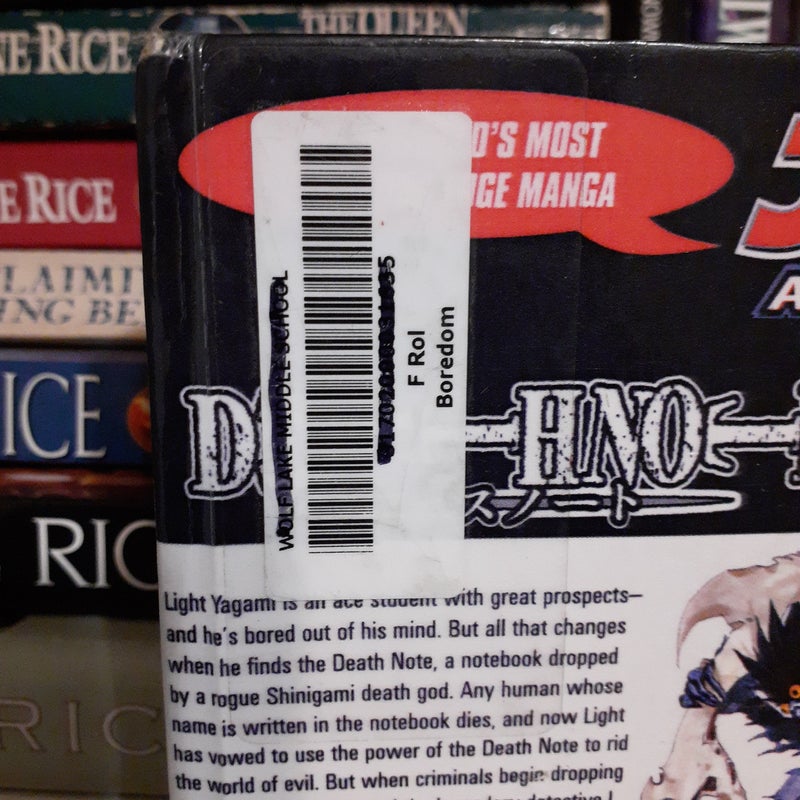 NE RICE
THE QUEEN
E RICE
LAIMI
ING BE
ICE
RIC
RIC
D'S MOST
GE MANGA
WOLF LAKE MIDDLE SCHOOL
F Rol
Boredom
D
H NO
スノート
Light Yagami is an ace student with great prospects—
and he's bored out of his mind. But all that changes
when he finds the Death Note, a notebook dropped
by a rogue Shinigami death god. Any human whose
name is written in the notebook dies, and now Light
has vowed to use the power of the Death Note to rid
the world of evil. But when criminals begin dropping